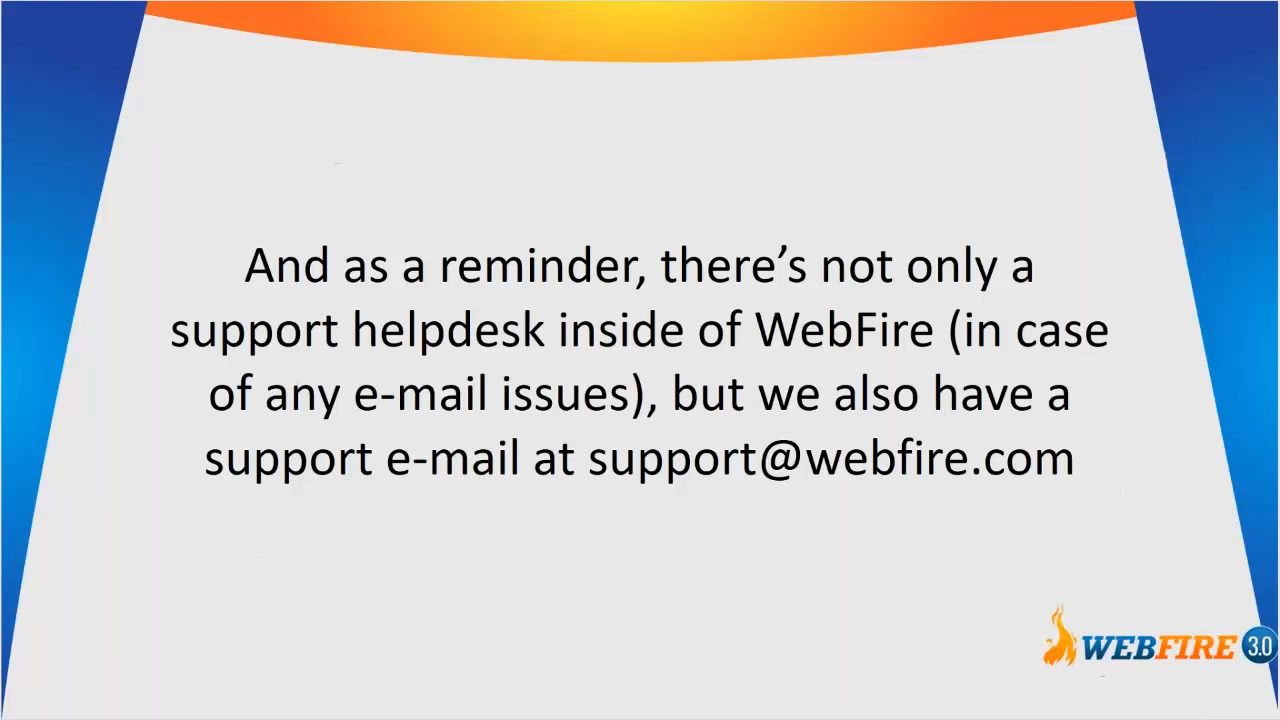 And as a reminder, there’s not only a
support helpdesk inside of WebFire (in case
of any e-mail issues), but we also have a
support e-mail at support@webfire.com
WEBFIRE 3.0